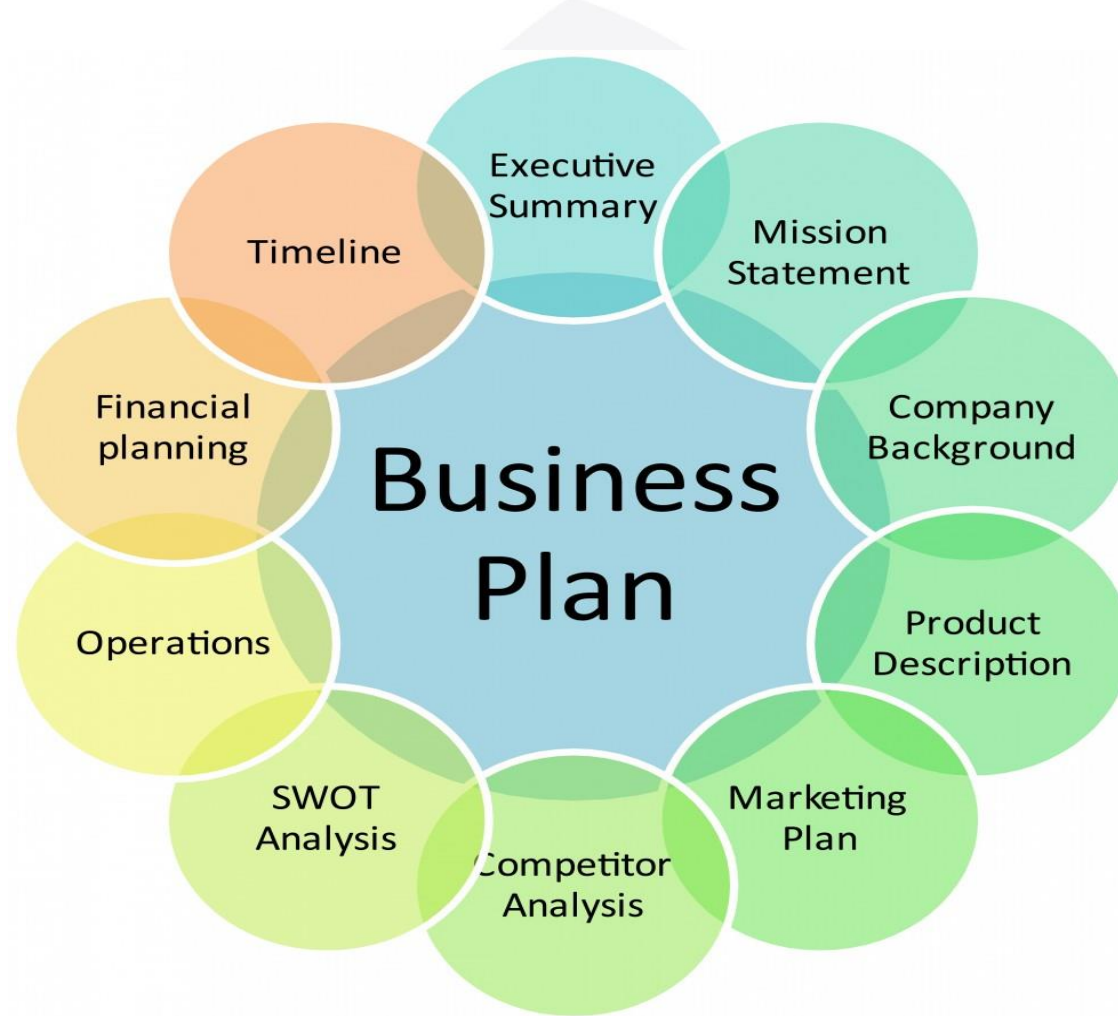 Executive
Summary
Mission
Statement
Company
Background
Product
Description
Marketing
Plan
Competitor
Analysis
SWOT
Analysis
Operations
Financial
planning
Timeline
Business
Plan